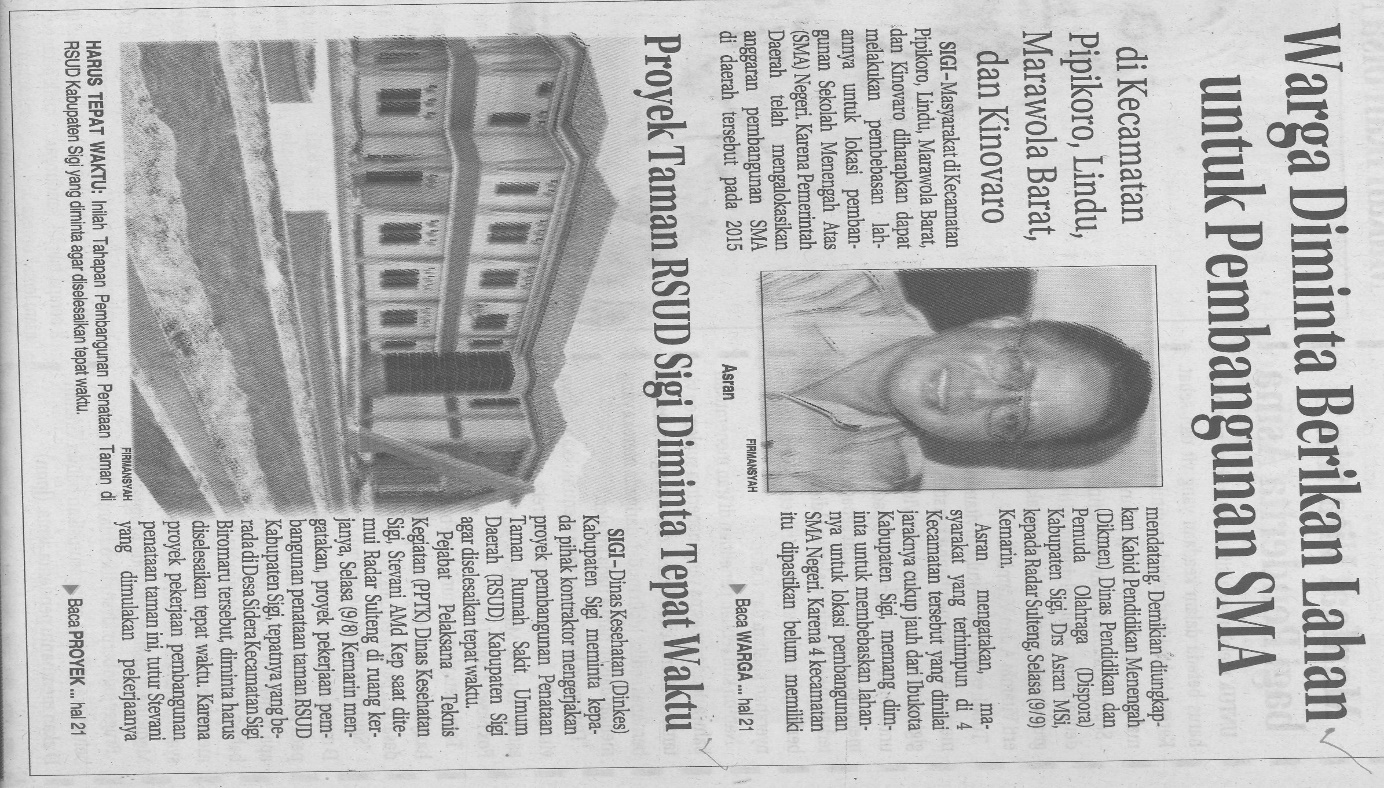 Warga Diminta Berikan Lahan
untuk Pembangunan SMA
di Kecamatan
Pipikoro, Lindu,
Marawola Barat,
dan Kinovaro
SIGI–Masyarakat di Kecamatan
Pipikoro, Lindu, Marawola Barat,
dan Kinovaro diharapkan dapat
melakukan pembebasan lah-
annya untuk lokasi pemban-
gunan Sekolah Menengah Atas
(SMA) Negeri. Karena Pemerintah
Daerah telah mengalokasikan
anggaran pembangunan SMA
di daerah tersebut pada 2015
FIRMANSYAH
Asran
mendatang. Demikian diungkap-
kan Kabid Pendidikan Menengah
(Dikmen) Dinas Pendidikan dan
Pemuda Olahraga (Dispora)
Kabupaten Sigi, Drs Asran MSi,
kepada Radar Sulteng, Selasa (9/9)
Kemarin.
Asran mengatakan, ma-
syarakat yang terhimpun di 4
Kecamatan tersebut yang dinilai
jaraknya cukup jauh dari Ibukota
Kabupaten Sigi, memang dim-
inta untuk membebaskan lahan-
nya untuk lokasi pembangunan
SMA Negeri. Karena 4 kecamatan
itu dipastikan belum memiliki
Baca WARGA ... hal 21
Proyek Taman RSUD Sigi Diminta Tepat Waktu
FIRMANSYAH
HARUS TEPAT WAKTU: Inilah Tahapan Pembangunan Penataan Taman di
RSUD Kabupaten Sigi yang diminta agar diselesaikan tepat waktu.
SIGI– Dinas Kesehatan (Dinkes)
Kabupaten Sigi meminta kepa-
da pihak kontraktor mengerjakan
proyek pembangunan Penataan
Taman Rumah Sakit Umum
Daerah (RSUD) Kabupaten Sigi
agar diselesaikan tepat waktu.
Pejabat Pelaksana Teknis
Kegiatan (PPTK) Dinas Kesehatan
Sigi, Stevani AMd Kep saat dite-
mui Radar Sulteng di ruang ker-
janya, Selasa (9/8) Kemarin men-
gatakan, proyek pekerjaan pem-
bangunan penataan taman RSUD
Kabupaten Sigi, tepatnya yang be-
rada di Desa Sidera Kecamatan Sigi
Biromaru tersebut, diminta harus
diselesaikan tepat waktu. Karena
proyek pekerjaan pembangunan
penataan taman ini, tutur Stevani
yang dimulakan pekerjaanya
Baca PROYEK ... hal 21